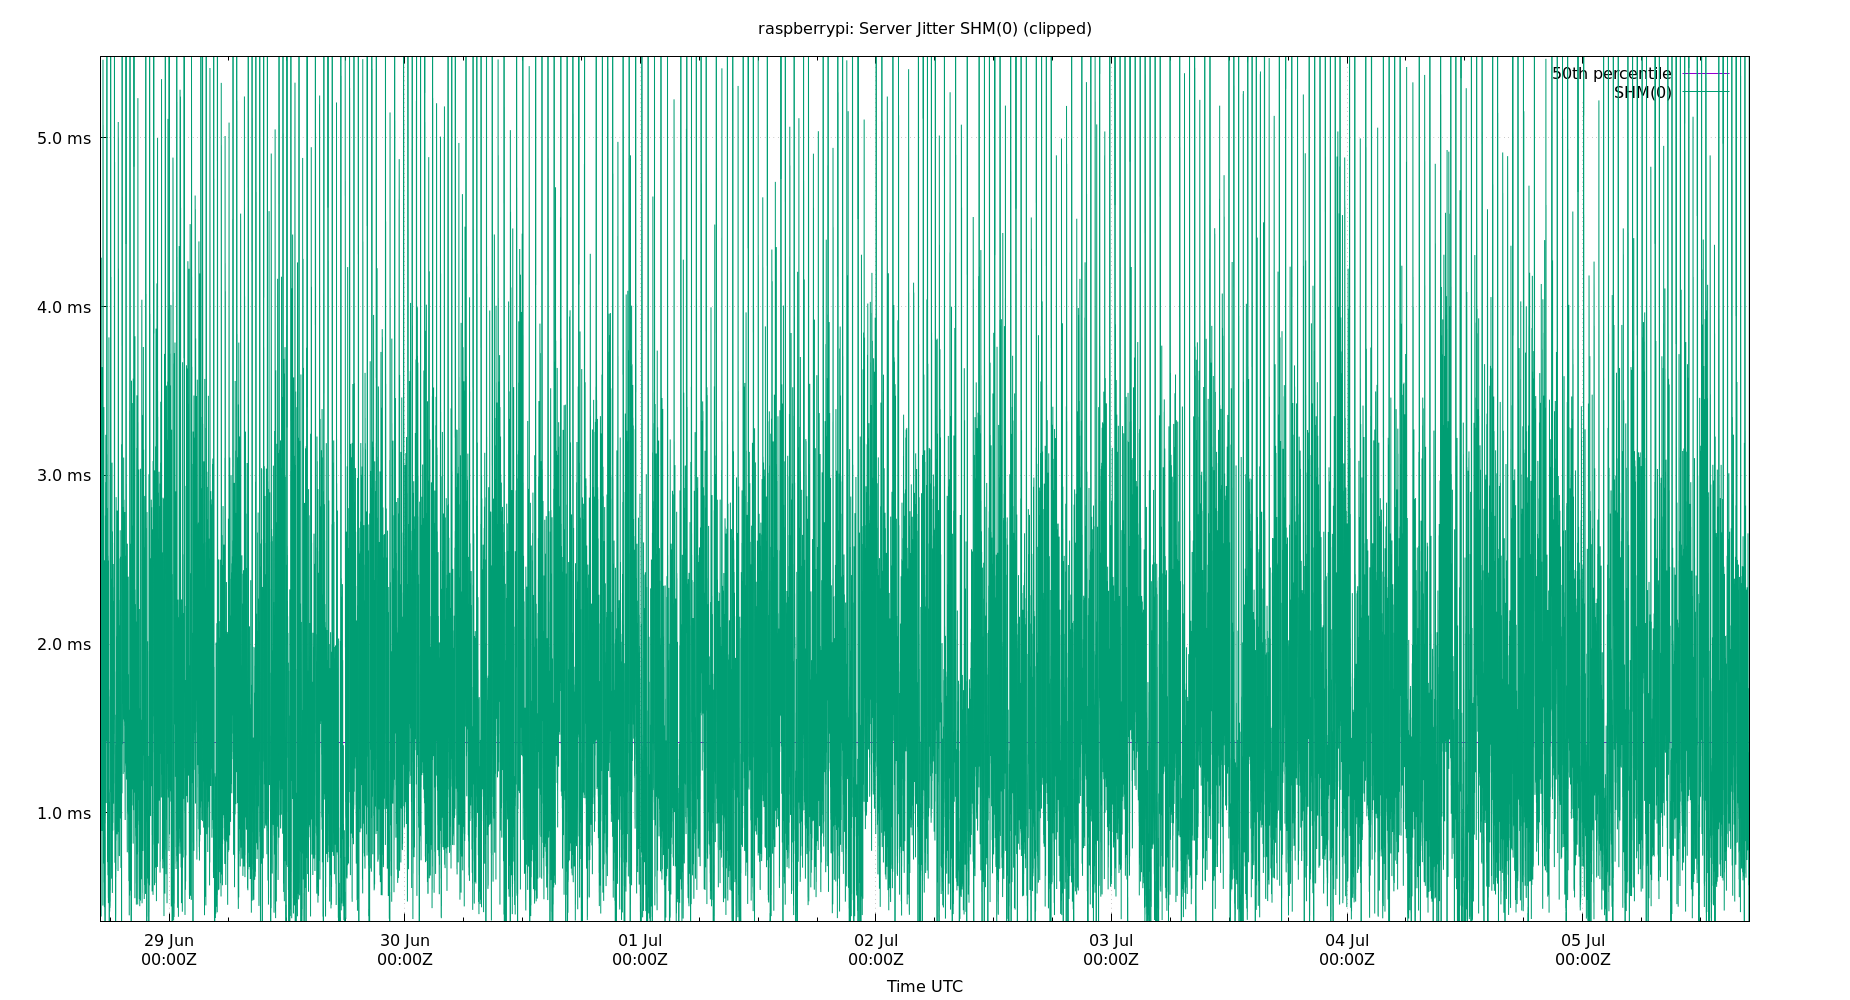 raspberrypi: Server Jitter SHM(0) (clipped)
50th percentile
SHM(0)
5.0 ms
4.0 ms
3.0 ms
2.0 ms
1.0 ms
29 Jun 30 Jun 01 Jul 02 Jul 03 Jul 04 Jul 05 Jul
00:00Z 00:00Z 00:00Z 00:00Z 00:00Z 00:00Z 00:00Z
Time UTC